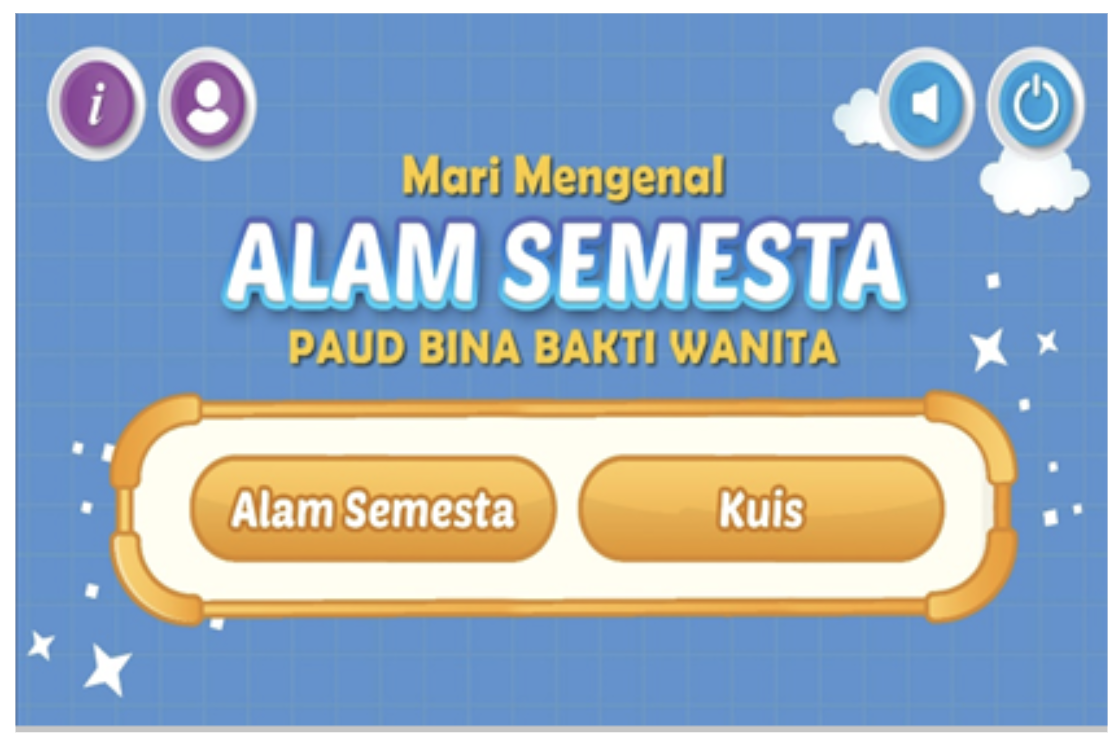 i
Mari Mengenal
ALAM SEMESTA
PAUD BINA BAKTI WANITA
Alam Semesta
Kuis